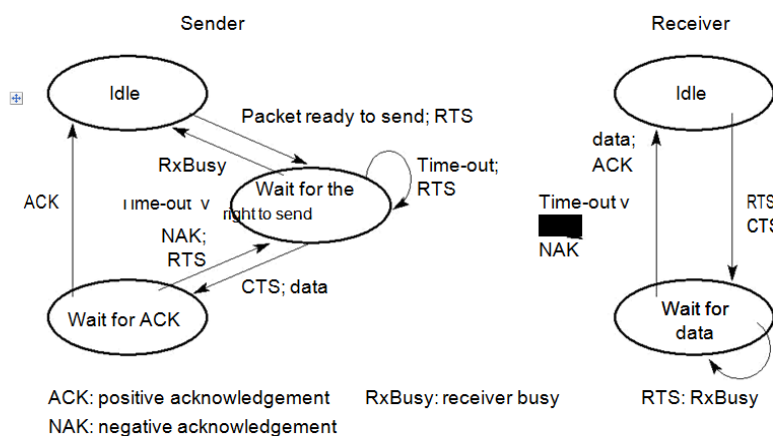 Sender
Receiver
Idle
Packet ready to send; RTS
RxBusy
Time-out;
RTS
Wait for the
right to send
ACK
Time-out v
NAK;
RTS
CTS; data
Wait for ACK
Idle
data;
ACK
Time-out v
NAK
RTS
CTS
Wait for
data
ACK: positive acknowledgement
RxBusy: receiver busy
RTS: RxBusy
NAK: negative acknowledgement